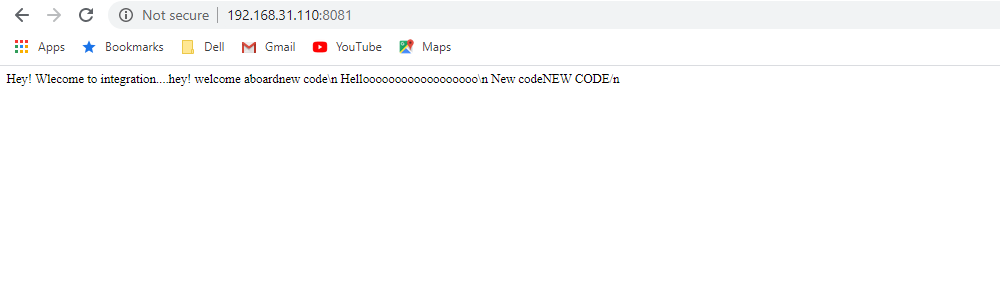 Not secure | 192.168.31.110:8081
Apps Bookmarks Dell Gmail YouTube Maps
Hey! Wlecome to integration....hey! welcome aboardnew code\n Hellooooooooooooooooooo\n New codeNEW CODE/n